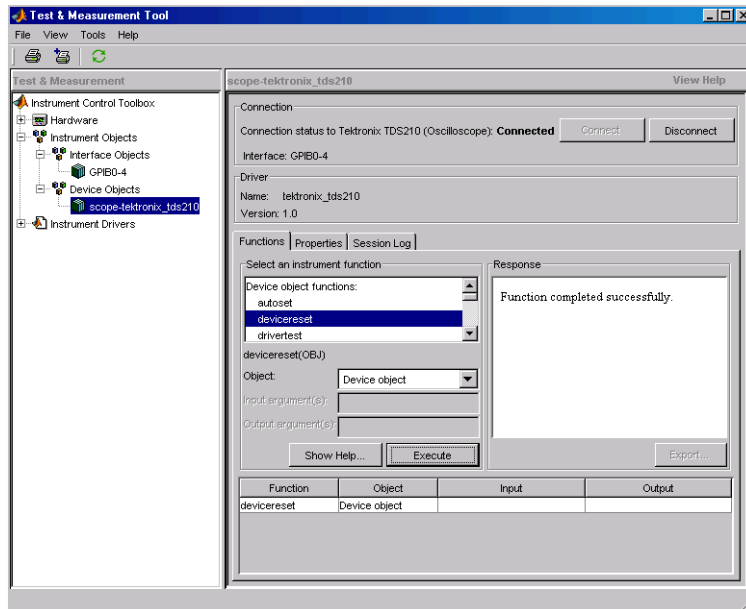 Test & Measurement Tool
File View Tools Help
Test & Measurement
scope-tektronix_tds210 View Help
Instrument Control Toolbox
Hardware
Instrument Objects
Interface Objects
GPIB0-4
Device Objects
scope-tektronix_tds210
Instrument Drivers
Connection
Connection status to Tektronix TDS210 (Oscilloscope): Connected Connect Disconnect
Interface: GPIB0-4
Driver
Name: tektronix_tds210
Version: 1.0
Functions Properties Session Log
Select an instrument function
Device object functions:
autoset
devicereset
drivertest
devicereset(OBJ)
Object: Device object
Input argument(s):
Output argument(s):
Show Help... Execute
Response
Function completed successfully.
Export...
Function Object Input Output
devicereset Device object